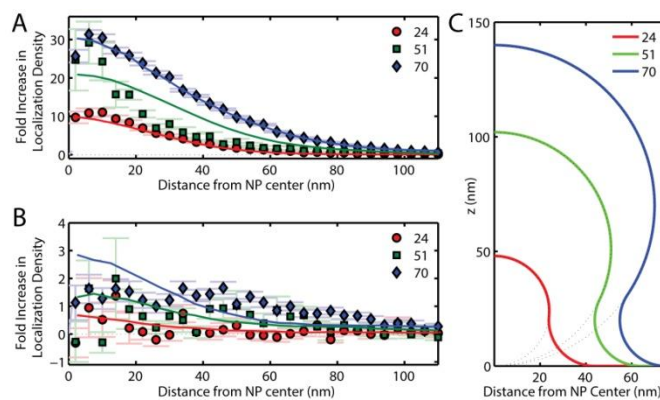 A
Fold Increase in
Localization Density
30
20
10
0
24
51
70
0 20 40 60 80 100
Distance from NP center (nm)
B
Fold Increase in
Localization Density
4
3
2
1
0
−1
24
51
70
0 20 40 60 80 100
Distance from NP center (nm)
C
z (nm)
150
100
50
0
24
51
70
20 40 60
Distance from NP Center (nm)